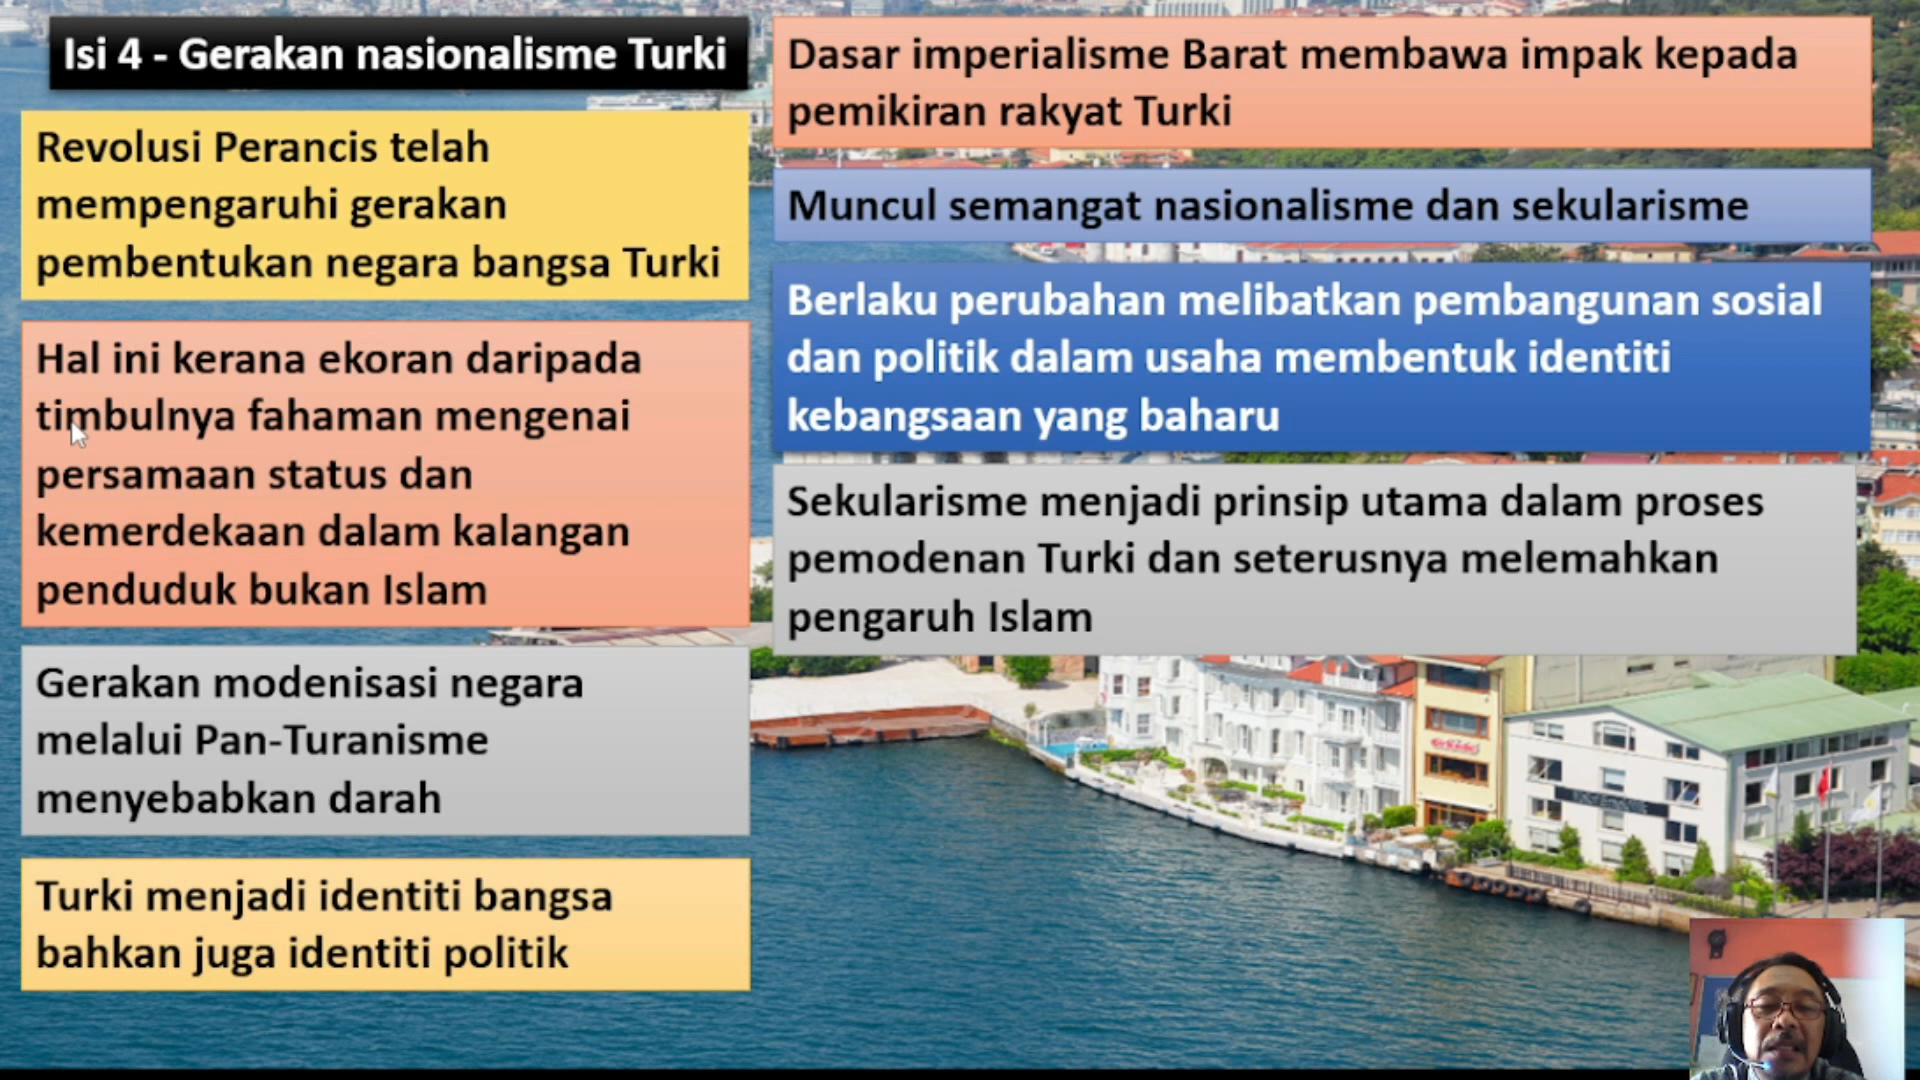 Isi 4 - Gerakan nasionalisme Turki
Revolusi Perancis telah
mempengaruhi gerakan
pembentukan negara bangsa Turki
Hal ini kerana ekoran daripada
timbulnya fahaman mengenai
persamaan status dan
kemerdekaan dalam kalangan
penduduk bukan Islam
Gerakan modenisasi negara
melalui Pan-Turanisme
menyebabkan darah
Turki menjadi identiti bangsa
bahkan juga identiti politik
Dasar imperialisme Barat membawa impak kepada
pemikiran rakyat Turki
Muncul semangat nasionalisme dan sekularisme
Berlaku perubahan melibatkan pembangunan sosial
dan politik dalam usaha membentuk identiti
kebangsaan yang baharu
Sekularisme menjadi prinsip utama dalam proses
pemodenan Turki dan seterusnya melemahkan
pengaruh Islam